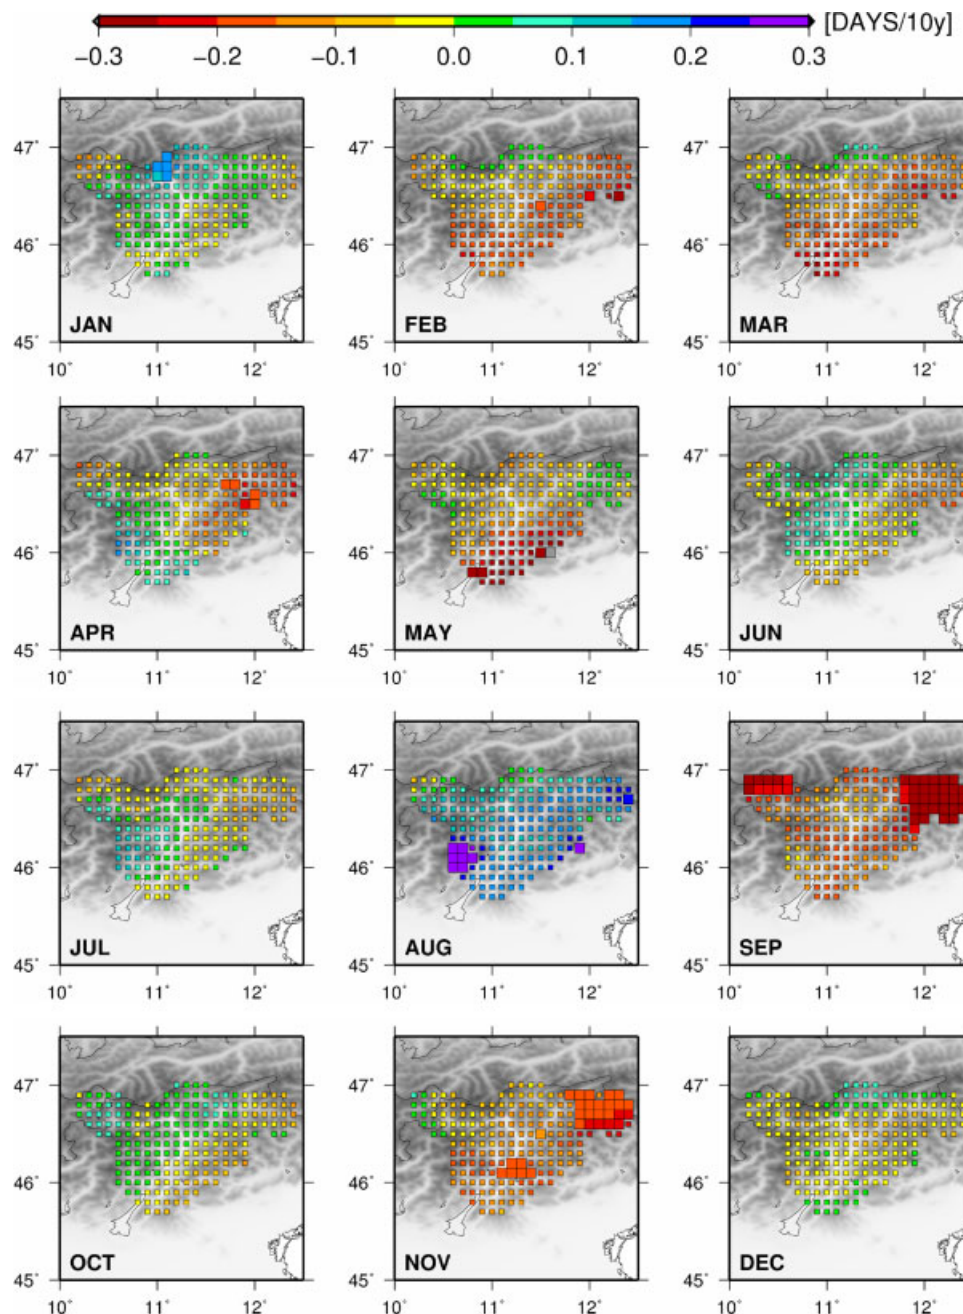 [DAYS/10y]
−0.3 −0.2 −0.1 0.0 0.1 0.2 0.3
47˚ 47˚ 47˚
46˚ 46˚ 46˚
JAN FEB MAR
45˚ 45˚ 45˚
10˚ 11˚ 12˚ 10˚ 11˚ 12˚ 10˚ 11˚ 12˚
47˚ 47˚ 47˚
46˚ 46˚ 46˚
APR MAY JUN
45˚ 45˚ 45˚
10˚ 11˚ 12˚ 10˚ 11˚ 12˚ 10˚ 11˚ 12˚
47˚ 47˚ 47˚
46˚ 46˚ 46˚
JUL AUG SEP
45˚ 45˚ 45˚
10˚ 11˚ 12˚ 10˚ 11˚ 12˚ 10˚ 11˚ 12˚
47˚ 47˚ 47˚
46˚ 46˚ 46˚
OCT NOV DEC
45˚ 45˚ 45˚
10˚ 11˚ 12˚ 10˚ 11˚ 12˚ 10˚ 11˚ 12˚